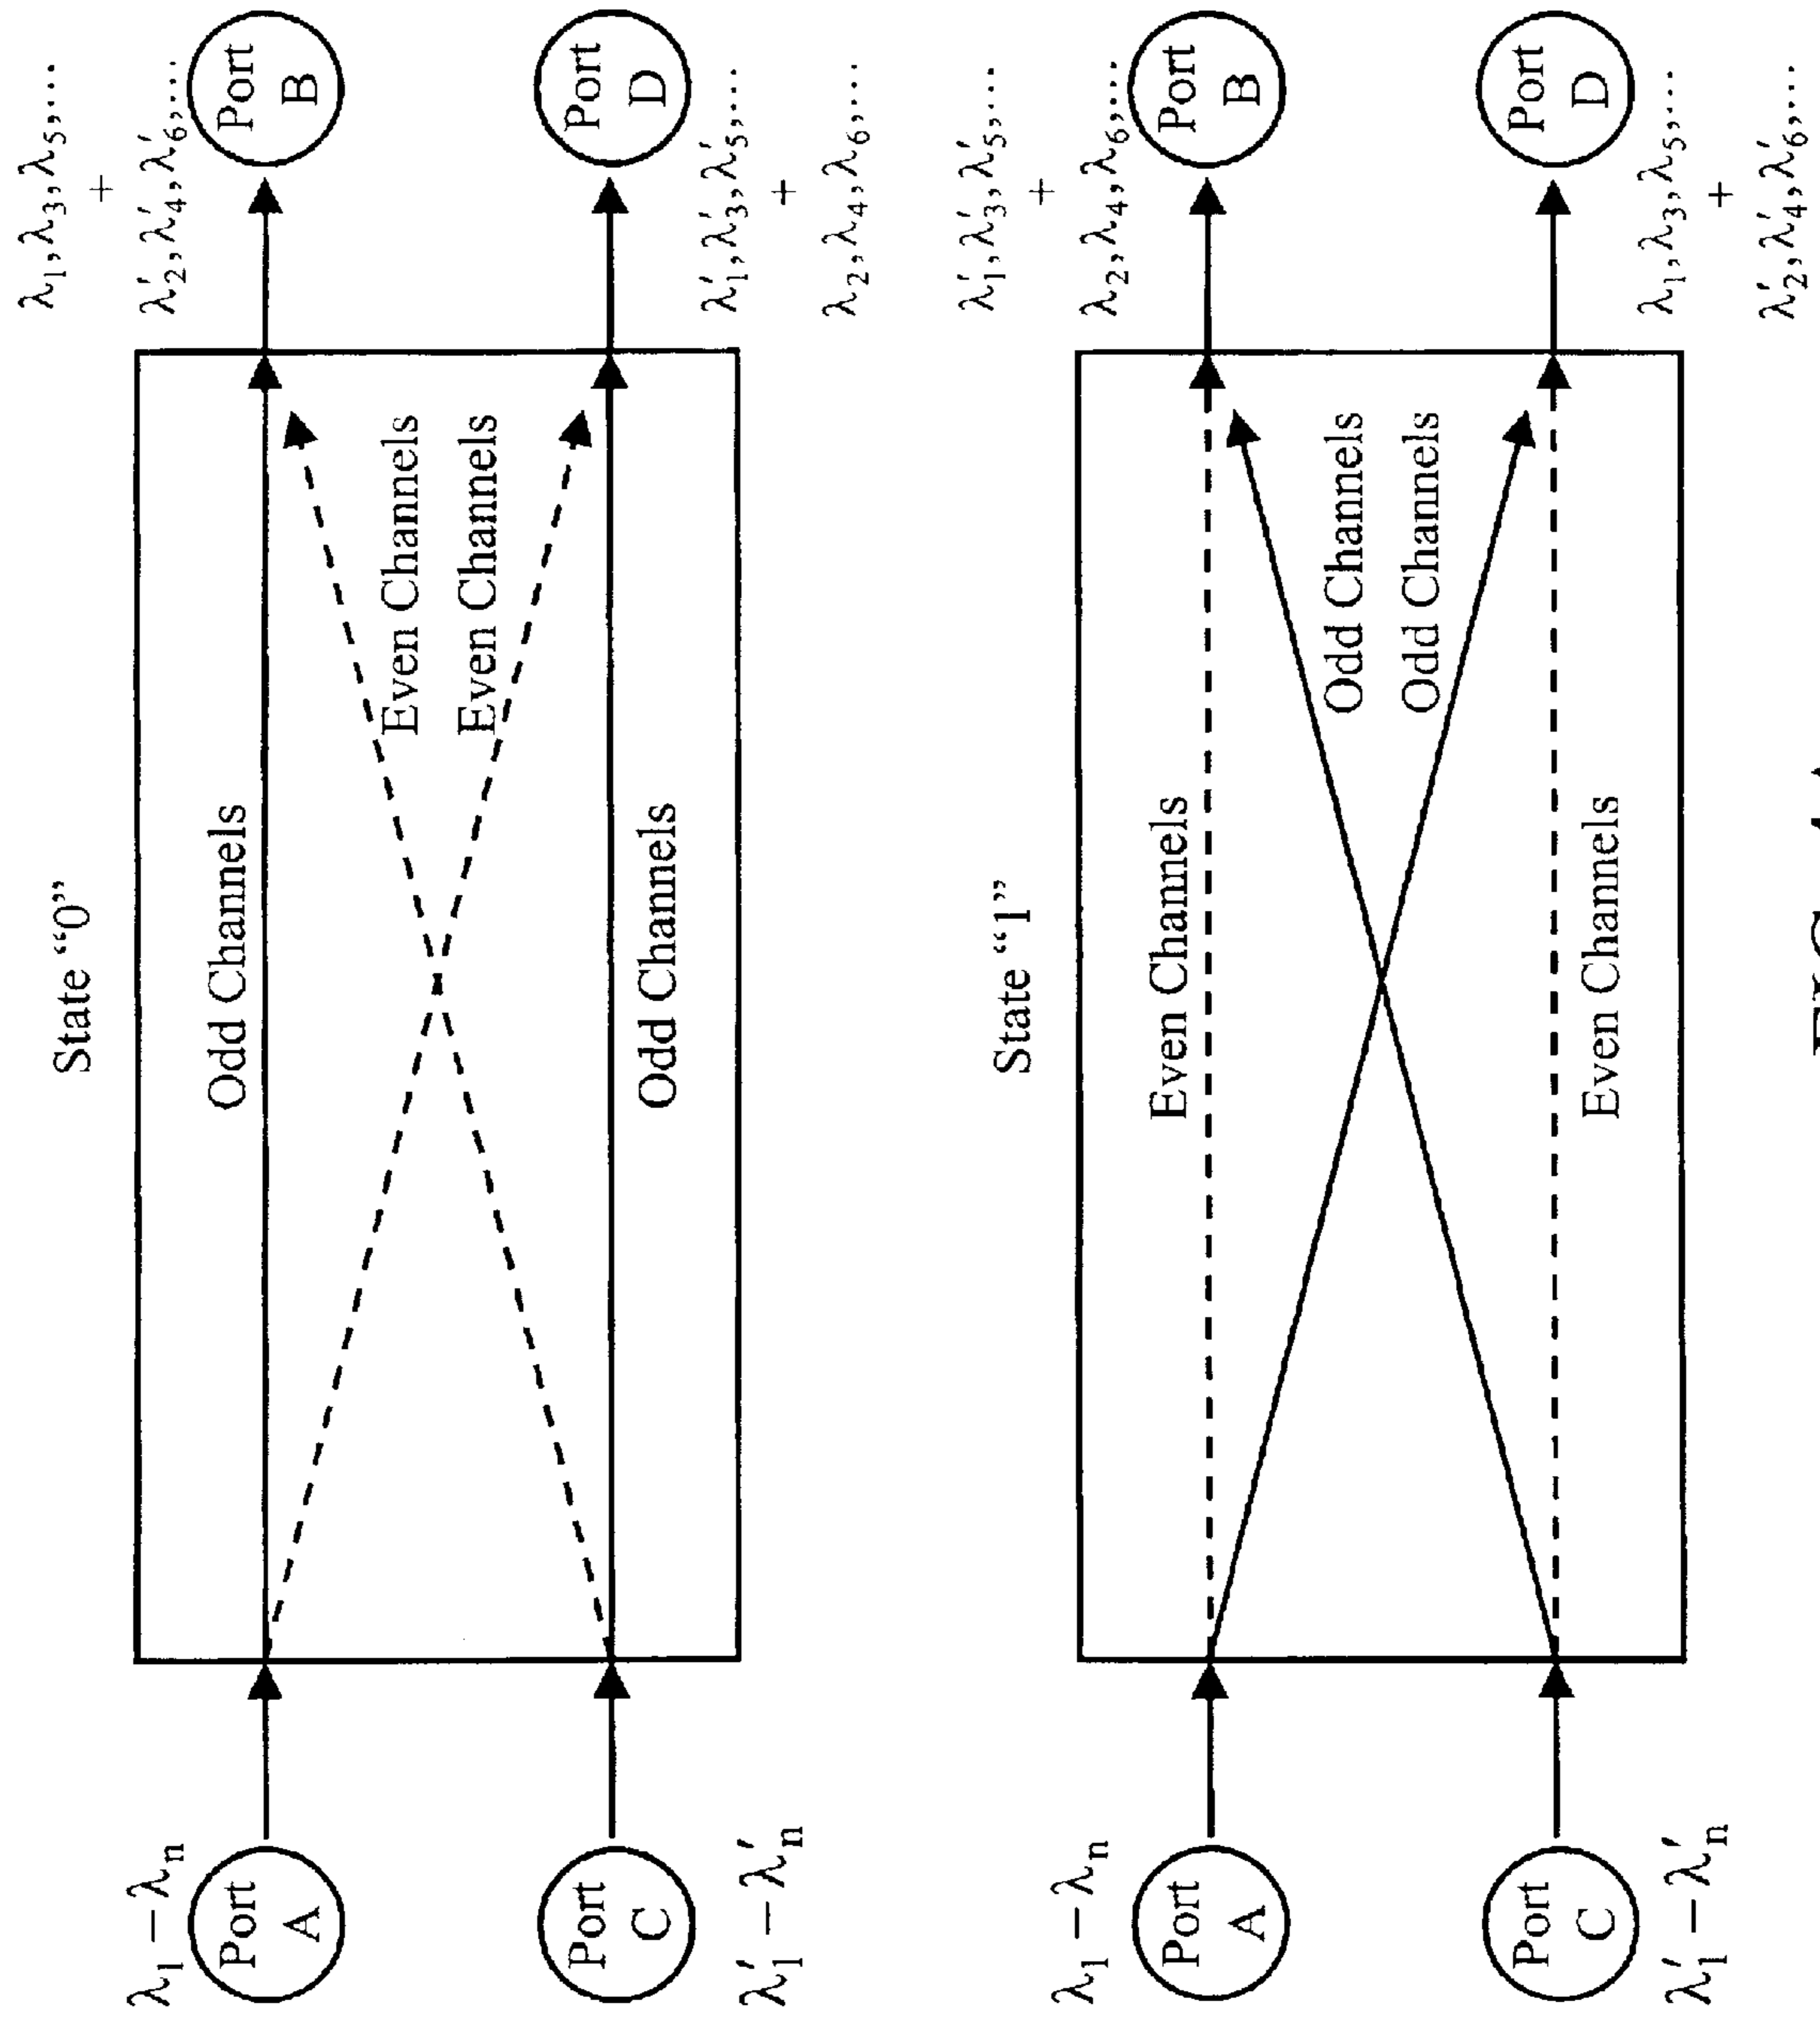 State “0”
λ₁,λ₃,λ₅,...
+
λ′₂,λ′₄,λ′₆,...
λ₁ – λₙ
Port A
Odd Channels
Port B
Even Channels
Even Channels
Port C
Odd Channels
Port D
λ′₁ – λ′ₙ
λ′₁,λ′₃,λ′₅,...
+
λ₂,λ₄,λ₆,...
State “1”
λ′₁,λ′₃,λ′₅,...
+
λ₂,λ₄,λ₆,...
λ₁ – λₙ
Port A
Even Channels
Port B
Odd Channels
Odd Channels
Port C
Even Channels
Port D
λ′₁ – λ′ₙ
λ₁,λ₃,λ₅,...
+
λ′₂,λ′₄,λ′₆,...